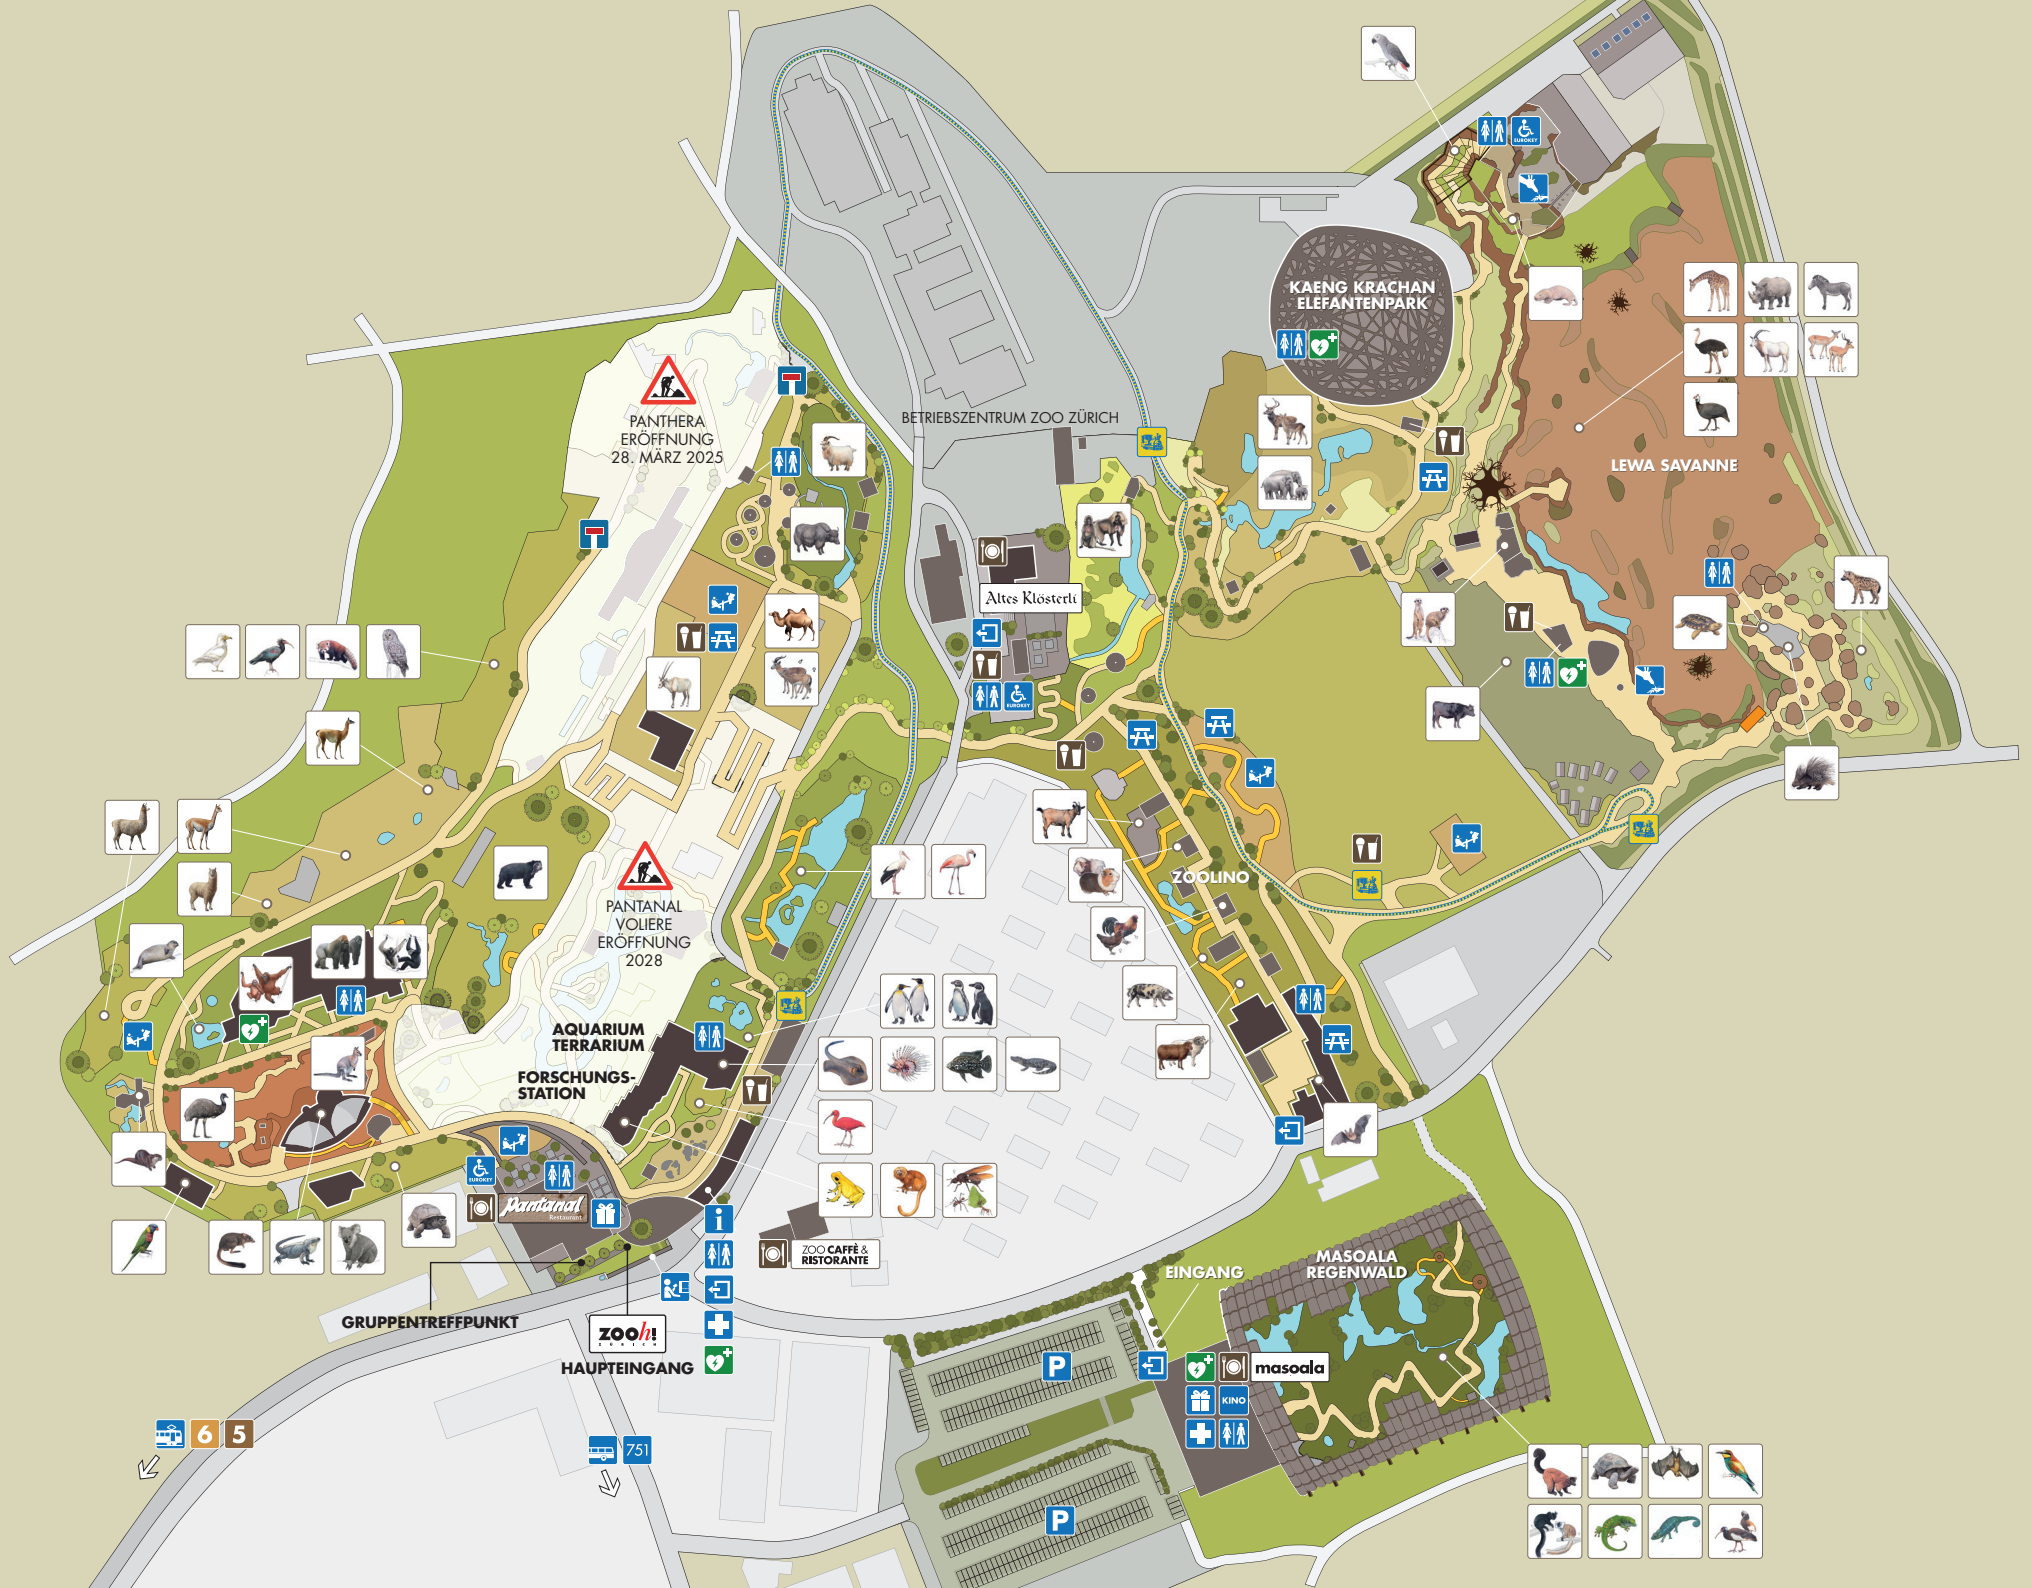 EUROKEY
KAENG KRACHAN
ELEFANTENPARK
PANTHERA
ERÖFFNUNG
28. MÄRZ 2025
BETRIEBSZENTRUM ZOO ZÜRICH
LEWA SAVANNE
Altes Klösterli
EUROKEY
ZOOLINO
PANTANAL
VOLIERE
ERÖFFNUNG
2028
AQUARIUM
TERRARIUM
FORSCHUNGS-
STATION
EUROKEY
Pantanal
Restaurant
i
ZOO CAFFÈ &
RISTORANTE
E
GRUPPENTREFFPUNKT
zooh!
ZÜRICH
HAUPTEINGANG
EINGANG
MASOALA
REGENWALD
P
masoala
KINO
6 5
751
P